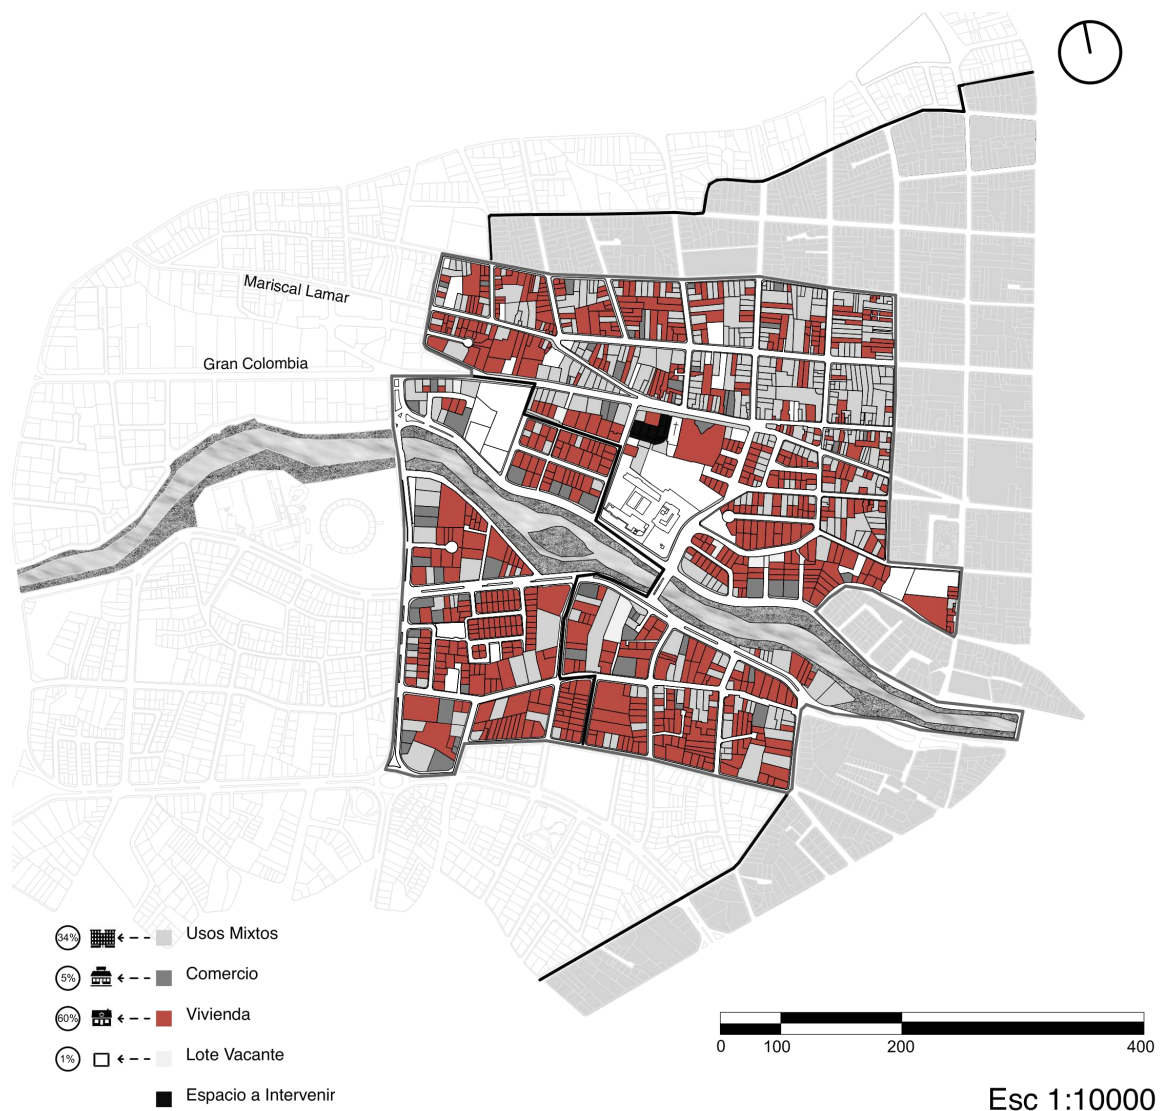 Mariscal Lamar
Gran Colombia
34% Usos Mixtos
5% Comercio
60% Vivienda
1% Lote Vacante
Espacio a Intervenir
0 100 200 400
Esc 1:10000